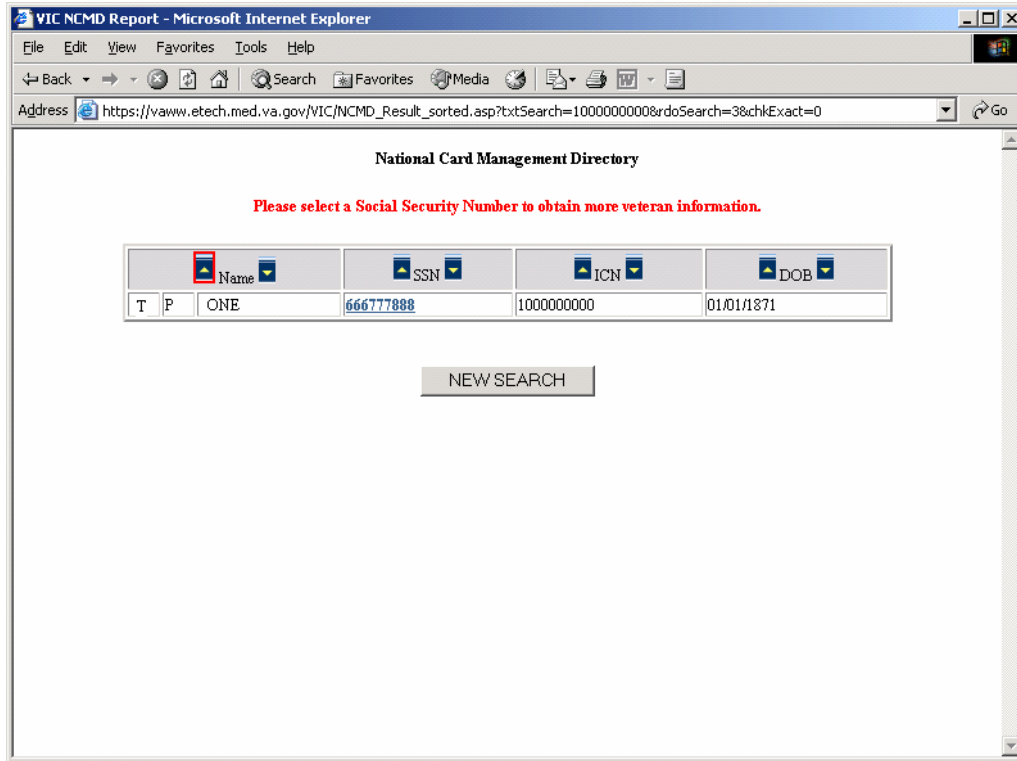 VIC NCMD Report - Microsoft Internet Explorer
File Edit View Favorites Tools Help
Back Search Favorites Media
Address https://vaww.etech.med.va.gov/VIC/NCMD_Result_sorted.asp?txtSearch=1000000000&rdoSearch=3&chkExact=0 Go
National Card Management Directory
Please select a Social Security Number to obtain more veteran information.
Name SSN ICN DOB
T P ONE 666777888 1000000000 01/01/1871
NEW SEARCH